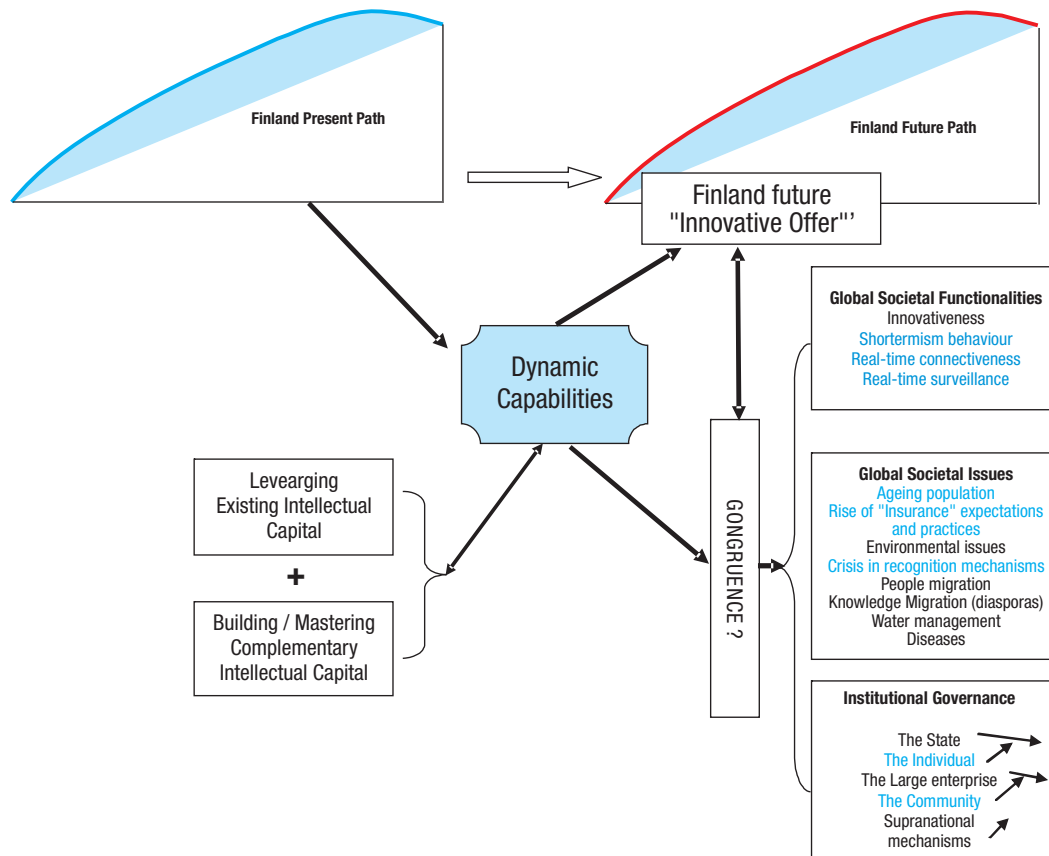 Finland Present Path
Finland Future Path
Finland future
"Innovative Offer"'
Dynamic
Capabilities
Levearging
Existing Intellectual
Capital
+
Building / Mastering
Complementary
Intellectual Capital
GONGRUENCE ?
Global Societal Functionalities
Innovativeness
Shortermism behaviour
Real-time connectiveness
Real-time surveillance
Global Societal Issues
Ageing population
Rise of "Insurance" expectations
and practices
Environmental issues
Crisis in recognition mechanisms
People migration
Knowledge Migration (diasporas)
Water management
Diseases
Institutional Governance
The State
The Individual
The Large enterprise
The Community
Supranational
mechanisms